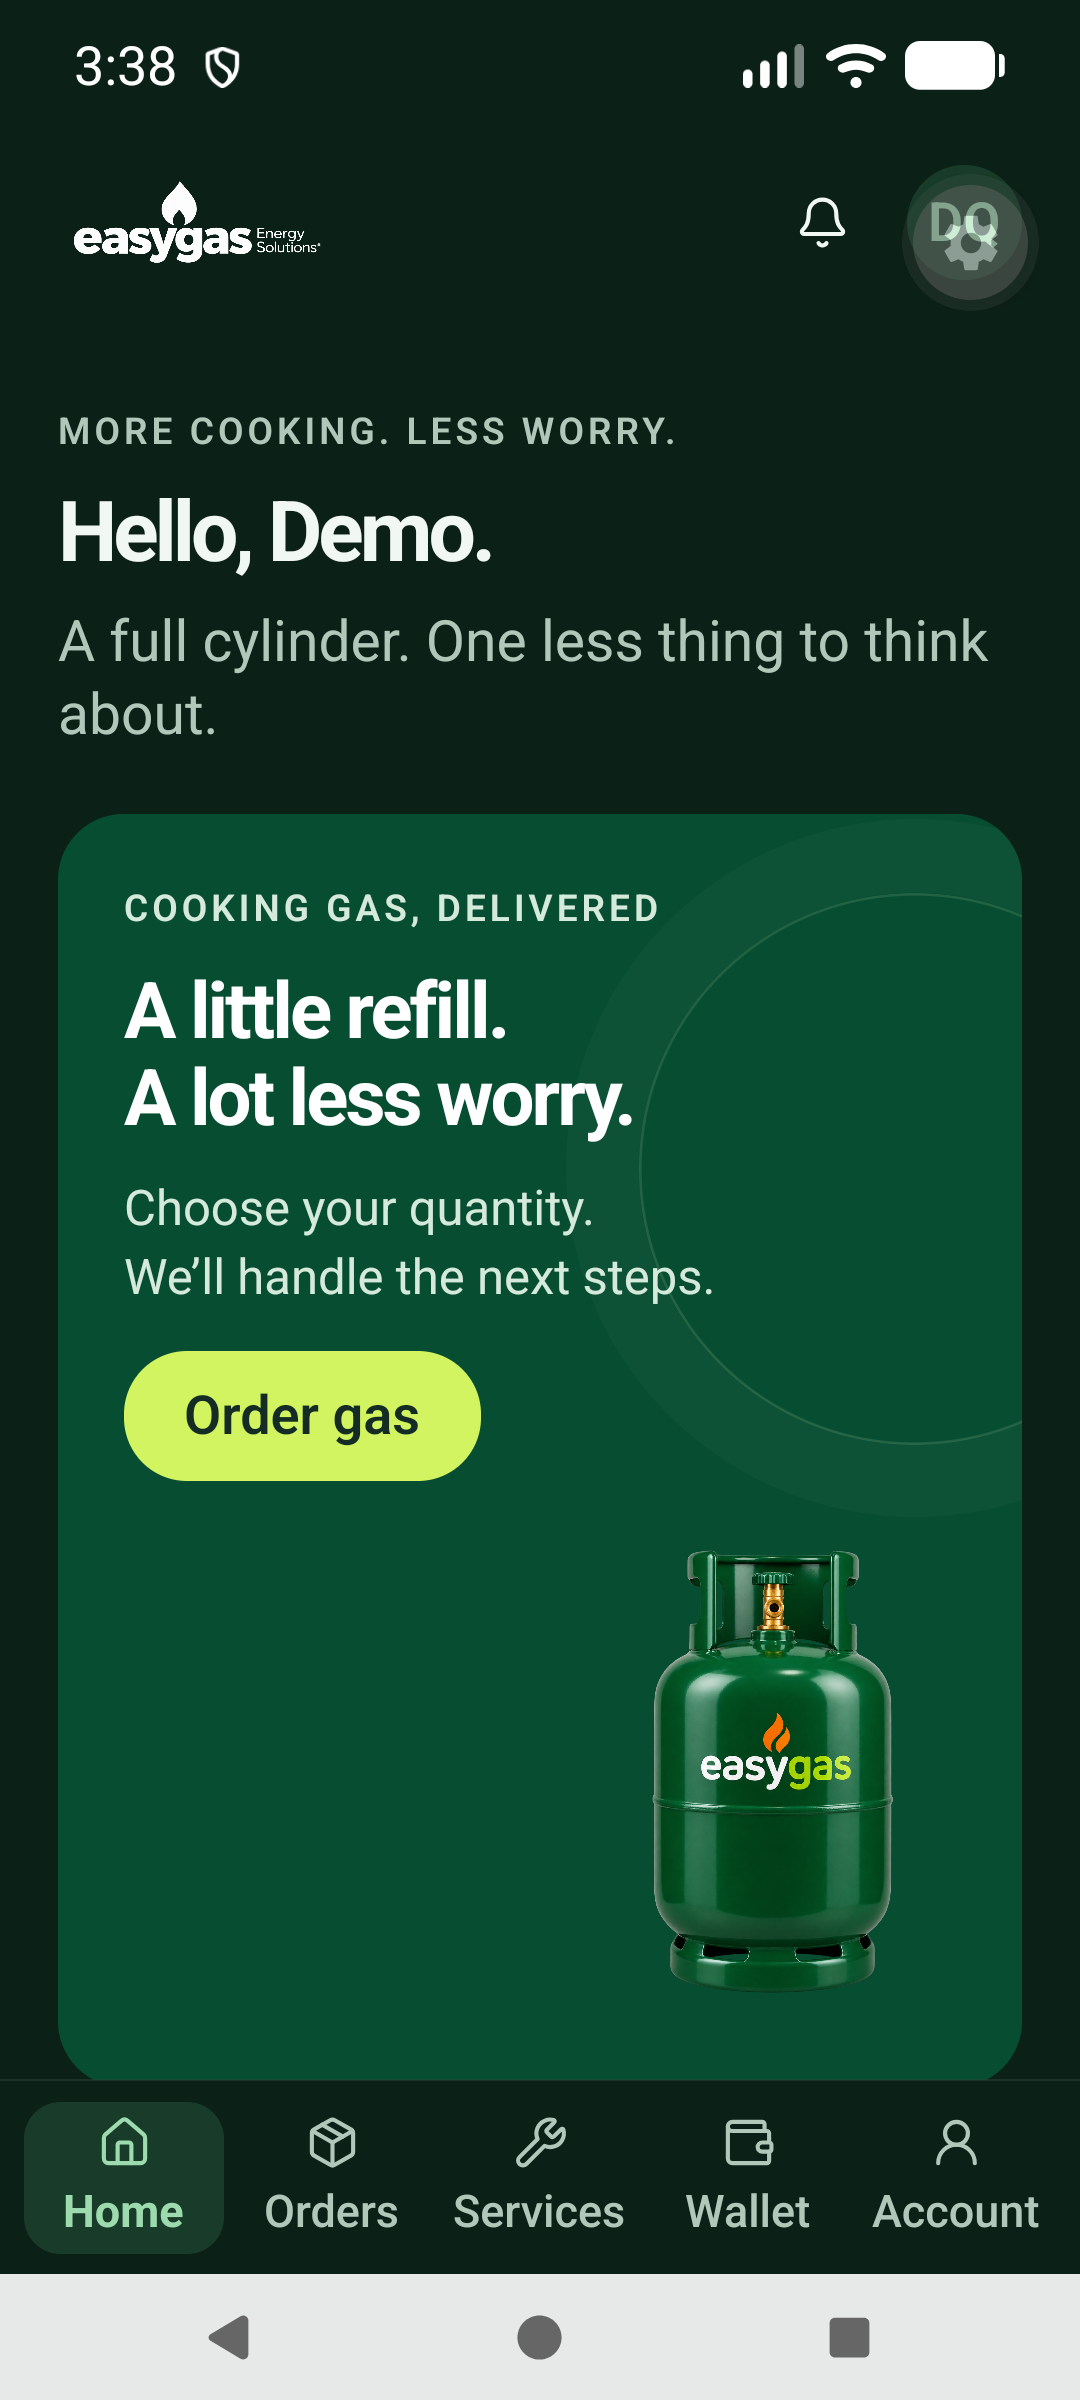 3:38
easygas Energy
Solutions
MORE COOKING. LESS WORRY.
Hello, Demo.
A full cylinder. One less thing to think
about.
COOKING GAS, DELIVERED
A little refill.
A lot less worry.
Choose your quantity.
We’ll handle the next steps.
Order gas
easygas
Home
Orders
Services
Wallet
Account